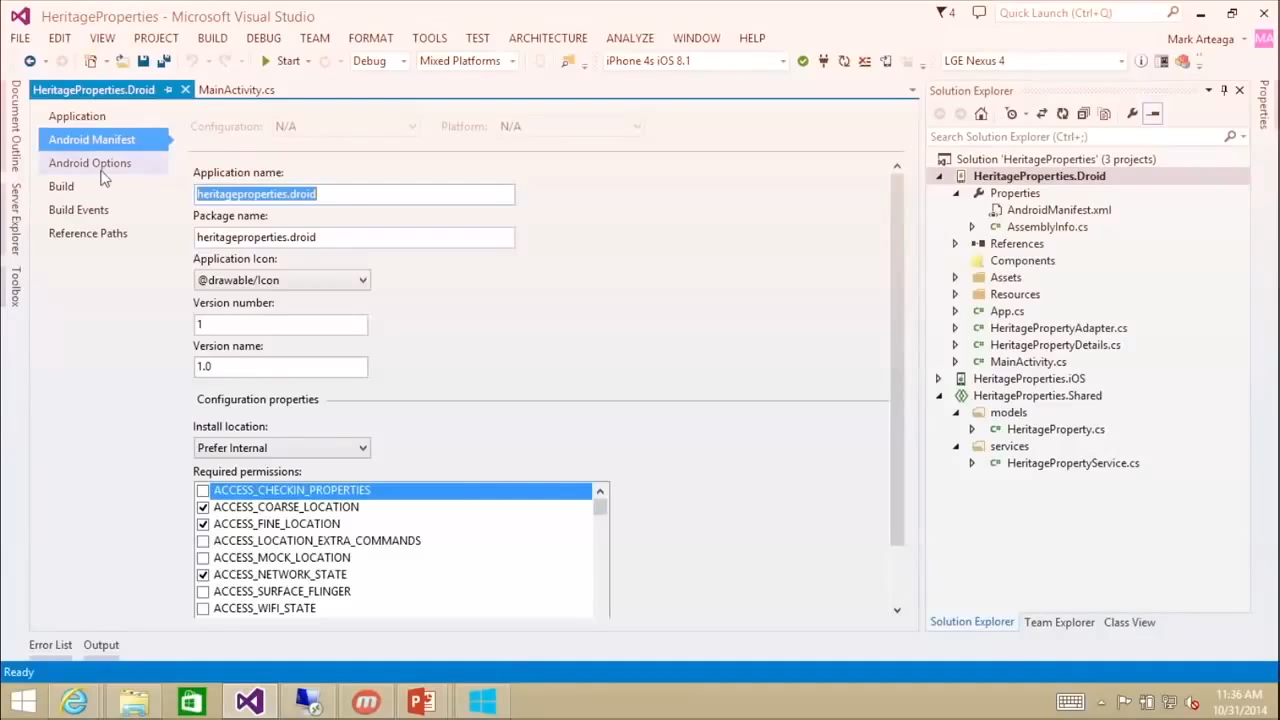 HeritageProperties - Microsoft Visual Studio
4
Quick Launch (Ctrl+Q)
FILE EDIT VIEW PROJECT BUILD DEBUG TEAM FORMAT TOOLS TEST ARCHITECTURE ANALYZE WINDOW HELP
Mark Arteaga
MA
Start
Debug
Mixed Platforms
iPhone 4s iOS 8.1
LGE Nexus 4
HeritageProperties.Droid
MainActivity.cs
Document Outline
Server Explorer
Toolbox
Application
Android Manifest
Android Options
Build
Build Events
Reference Paths
Configuration: N/A
Platform: N/A
Application name:
heritageproperties.droid
Package name:
heritageproperties.droid
Application Icon:
@drawable/Icon
Version number:
1
Version name:
1.0
Configuration properties
Install location:
Prefer Internal
Required permissions:
ACCESS_CHECKIN_PROPERTIES
ACCESS_COARSE_LOCATION
ACCESS_FINE_LOCATION
ACCESS_LOCATION_EXTRA_COMMANDS
ACCESS_MOCK_LOCATION
ACCESS_NETWORK_STATE
ACCESS_SURFACE_FLINGER
ACCESS_WIFI_STATE
Solution Explorer
Search Solution Explorer (Ctrl+;)
Solution 'HeritageProperties' (3 projects)
HeritageProperties.Droid
Properties
AndroidManifest.xml
C# AssemblyInfo.cs
References
Components
Assets
Resources
C# App.cs
C# HeritagePropertyAdapter.cs
C# HeritagePropertyDetails.cs
C# MainActivity.cs
HeritageProperties.iOS
HeritageProperties.Shared
models
C# HeritageProperty.cs
services
C# HeritagePropertyService.cs
Solution Explorer Team Explorer Class View
Properties
Error List Output
Ready
11:36 AM
10/31/2014